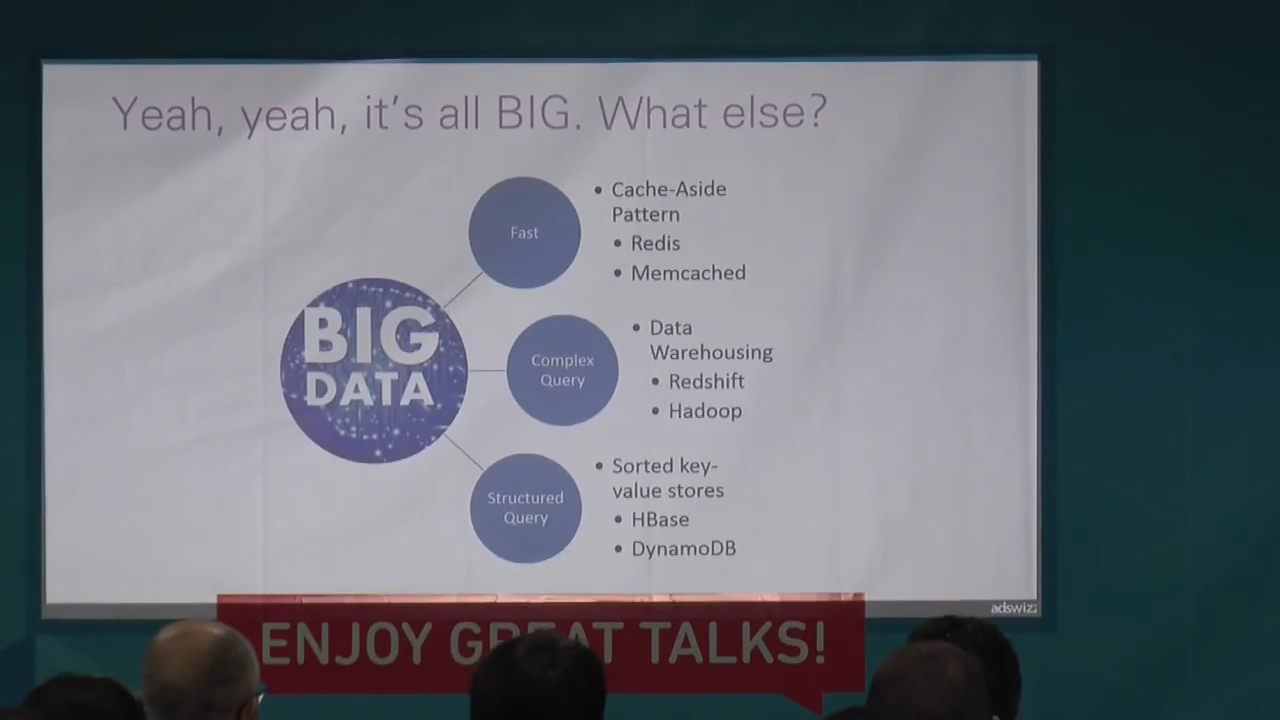 Yeah, yeah, it's all BIG. What else?
BIG
DATA
Fast
• Cache-Aside
Pattern
• Redis
• Memcached
Complex
Query
• Data
Warehousing
• Redshift
• Hadoop
Structured
Query
• Sorted key-
value stores
• HBase
• DynamoDB
adswiz
ENJOY GREAT TALKS!